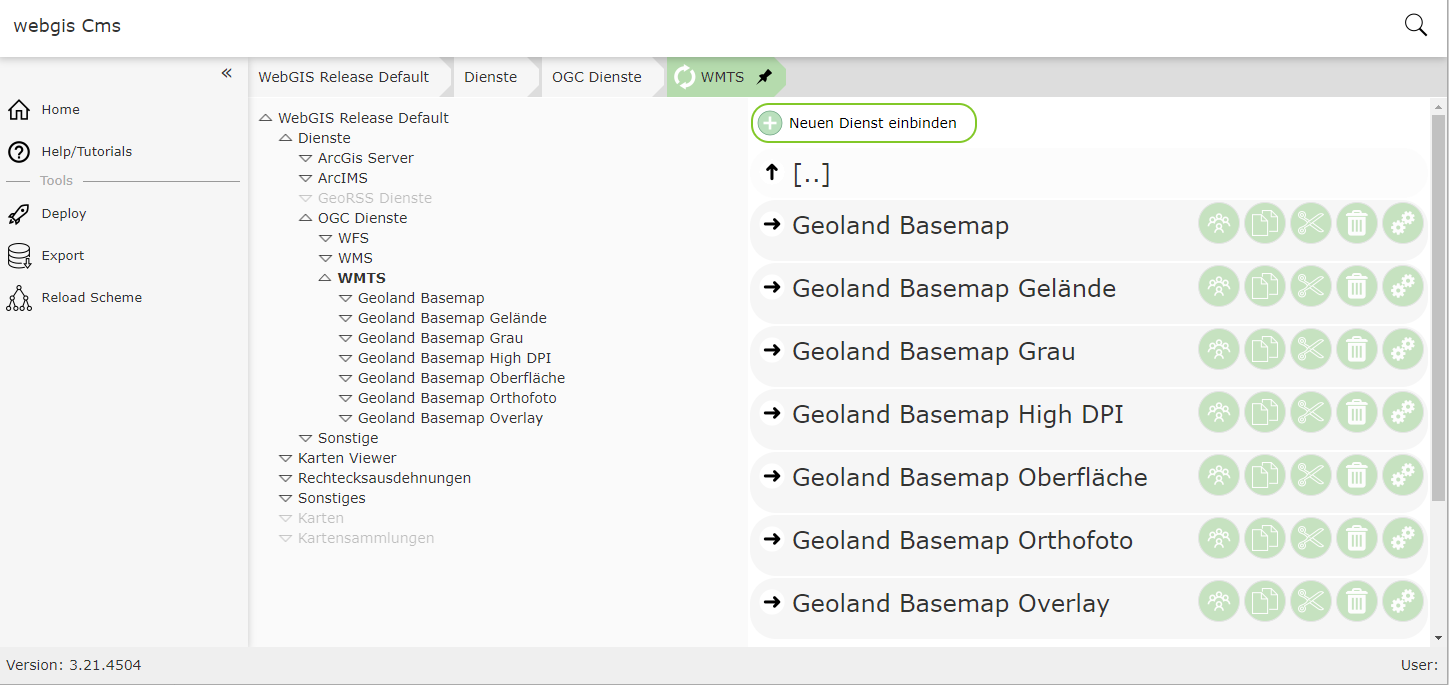 webgis Cms
«
Home
Help/Tutorials
Tools
Deploy
Export
Reload Scheme
WebGIS Release Default
Dienste
OGC Dienste
WMTS
WebGIS Release Default
Dienste
ArcGis Server
ArcIMS
GeoRSS Dienste
OGC Dienste
WFS
WMS
WMTS
Geoland Basemap
Geoland Basemap Gelände
Geoland Basemap Grau
Geoland Basemap High DPI
Geoland Basemap Oberfläche
Geoland Basemap Orthofoto
Geoland Basemap Overlay
Sonstige
Karten Viewer
Rechtecksausdehnungen
Sonstiges
Karten
Kartensammlungen
Neuen Dienst einbinden
[..]
Geoland Basemap
Geoland Basemap Gelände
Geoland Basemap Grau
Geoland Basemap High DPI
Geoland Basemap Oberfläche
Geoland Basemap Orthofoto
Geoland Basemap Overlay
Version: 3.21.4504
User: